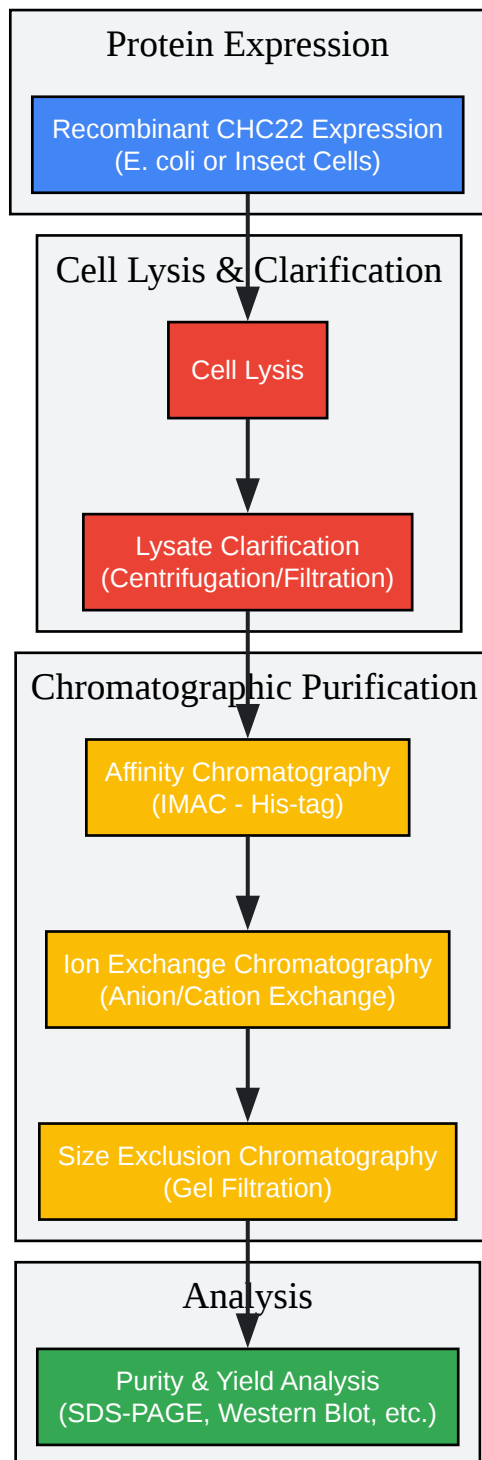 Protein Expression
Recombinant CHC22 Expression
(E. coli or Insect Cells)
Cell Lysis & Clarification
Cell Lysis
Lysate Clarification
(Centrifugation/Filtration)
Chromatographic Purification
Affinity Chromatography
(IMAC - His-tag)
Ion Exchange Chromatography
(Anion/Cation Exchange)
Size Exclusion Chromatography
(Gel Filtration)
Analysis
Purity & Yield Analysis
(SDS-PAGE, Western Blot, etc.)